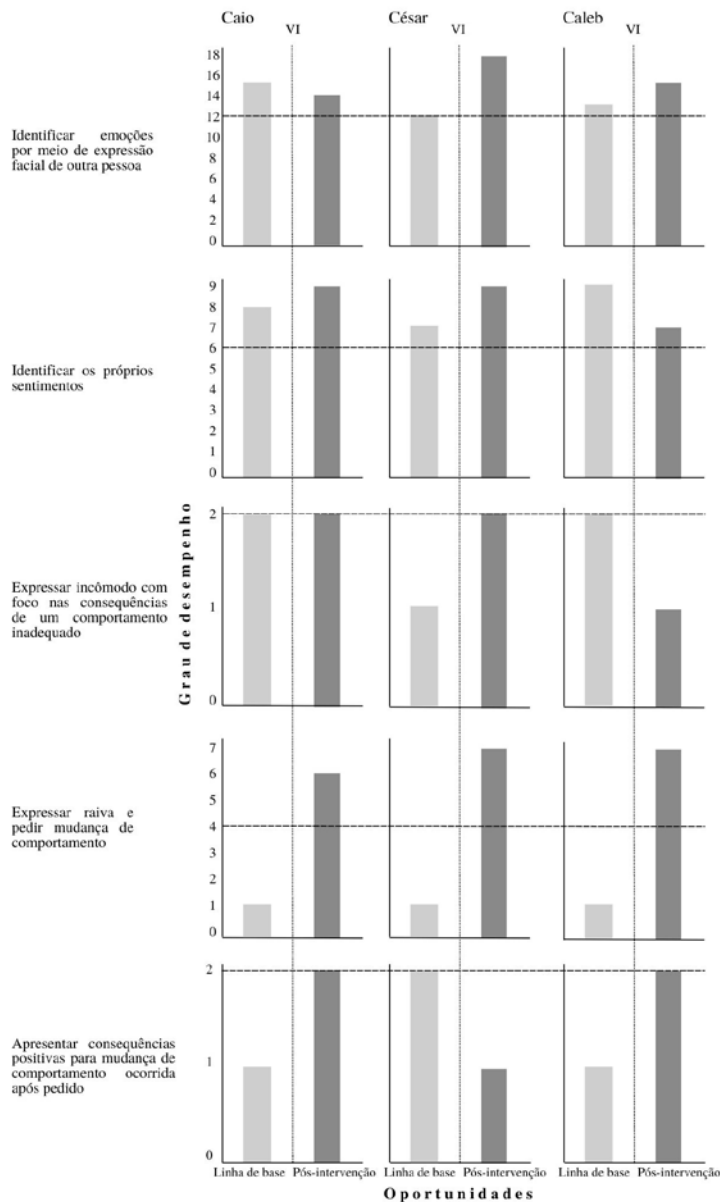 Caio César Caleb
VI VI VI
18
16
14
12
10
8
6
4
2
0
Identificar emoções
por meio de expressão
facial de outra pessoa
9
8
7
6
5
4
3
2
1
0
Identificar os próprios
sentimentos
2
1
0
Expressar incômodo com
foco nas consequências
de um comportamento
inadequado
Grau de desempenho
7
6
5
4
3
2
1
0
Expressar raiva e
pedir mudança de
comportamento
2
1
0
Apresentar consequências
positivas para mudança de
comportamento ocorrida
após pedido
Linha de base Pós-intervenção Linha de base Pós-intervenção Linha de base Pós-intervenção
Oportunidades